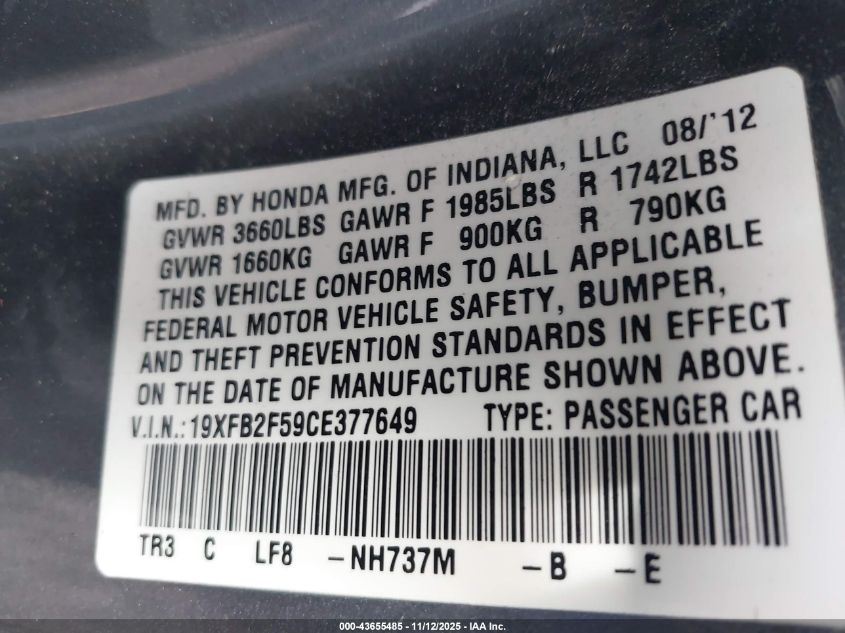 MFD. BY HONDA MFG. OF INDIANA, LLC 08/'12
GVWR 3660LBS GAWR F 1985LBS R 1742LBS
GVWR 1660KG GAWR F 900KG R 790KG
THIS VEHICLE CONFORMS TO ALL APPLICABLE
FEDERAL MOTOR VEHICLE SAFETY, BUMPER,
AND THEFT PREVENTION STANDARDS IN EFFECT
ON THE DATE OF MANUFACTURE SHOWN ABOVE.
V.I.N.: 19XFB2F59CE377649 TYPE: PASSENGER CAR
TR3 C LF8 -NH737M -B -E
000-43655485 - 11/12/2025 - IAA Inc.